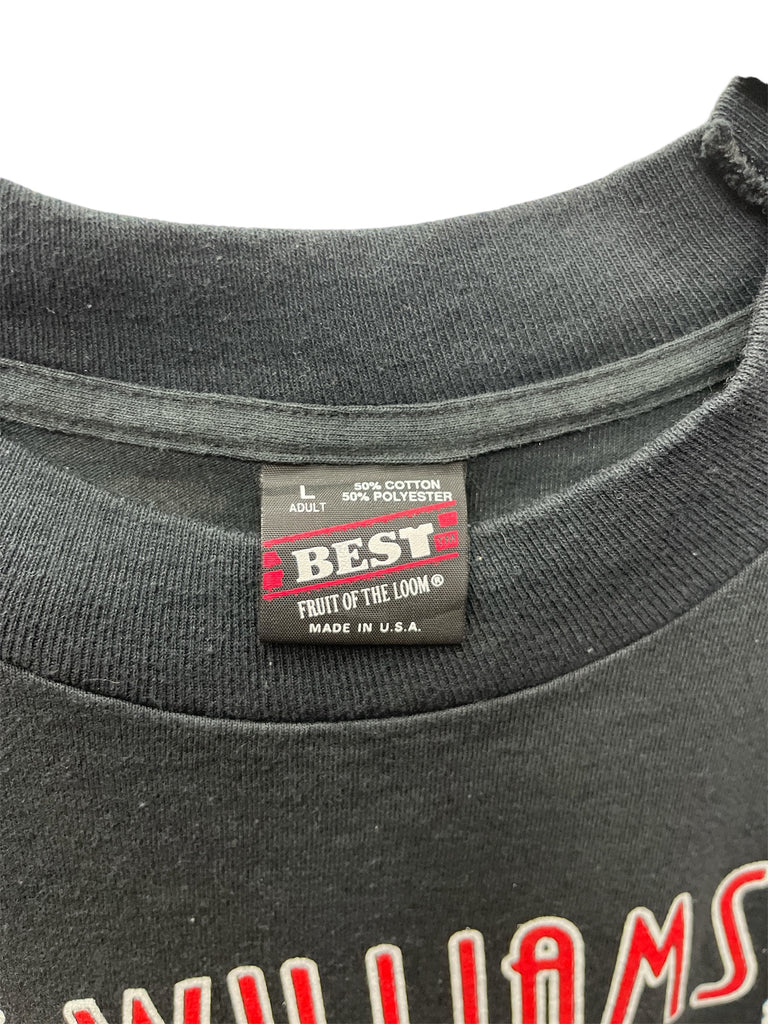 L
ADULT
50% COTTON
50% POLYESTER
BEST
FRUIT OF THE LOOM®
MADE IN U.S.A.
WILLIAMS